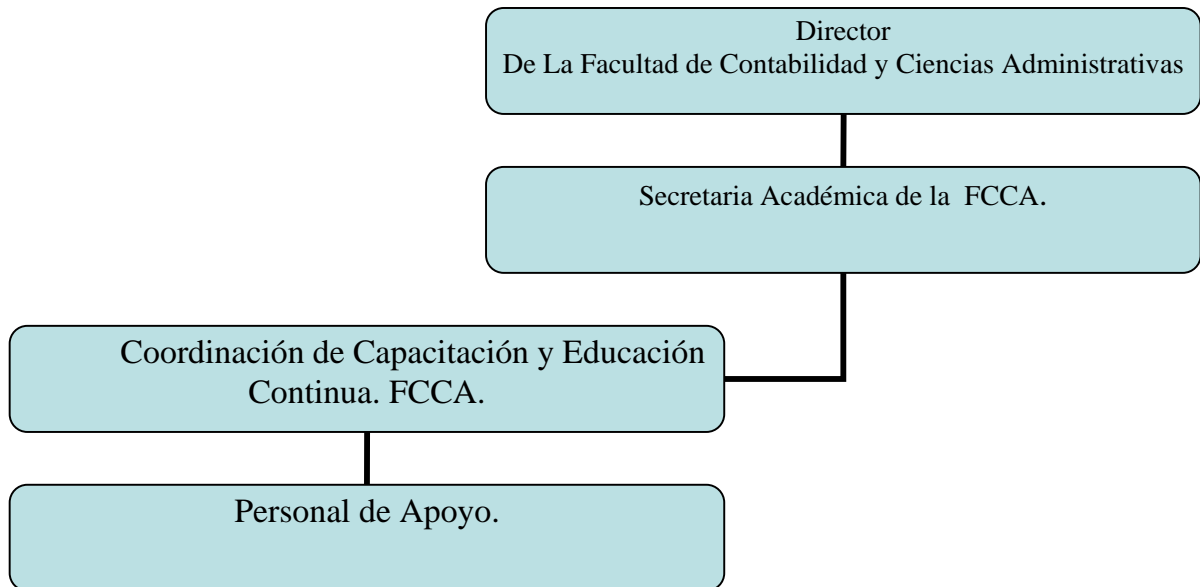 Director
De La Facultad de Contabilidad y Ciencias Administrativas
Secretaria Académica de la FCCA.
Coordinación de Capacitación y Educación
Continua. FCCA.
Personal de Apoyo.